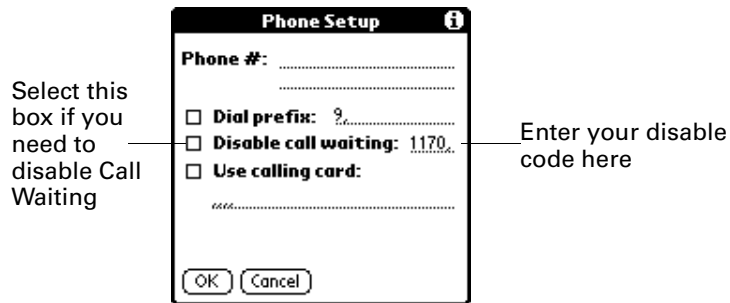 Phone Setup
Phone #:
Select this
box if you
need to
disable Call
Waiting
Dial prefix: 9,
Disable call waiting: 1170,
Use calling card:
,,,,
Enter your disable
code here
OK Cancel